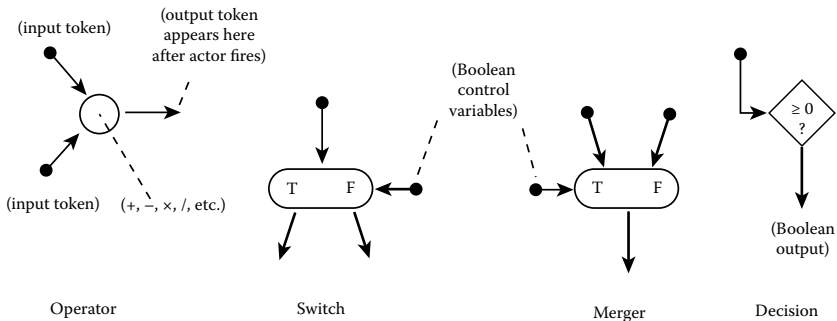 (input token)
(output token
appears here
after actor fires)
(input token)
(+, –, ×, /, etc.)
Operator
T F
Switch
(Boolean
control
variables)
T F
Merger
≥ 0
?
(Boolean
output)
Decision